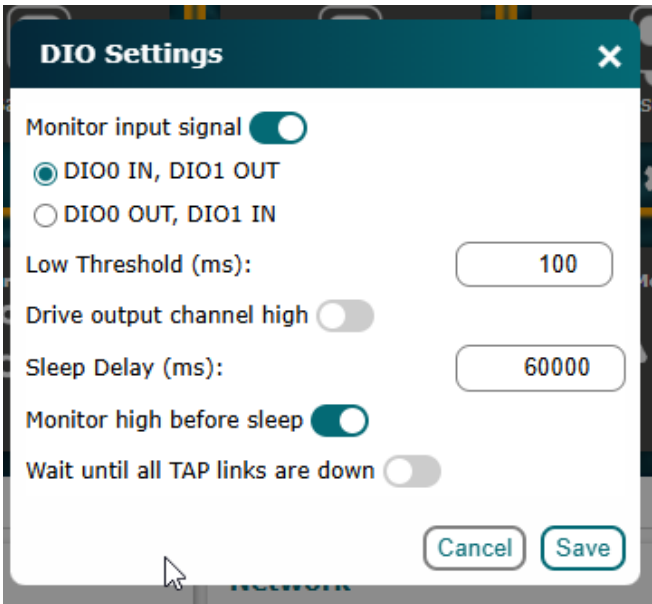 DIO Settings
Monitor input signal
DIO0 IN, DIO1 OUT
DIO0 OUT, DIO1 IN
Low Threshold (ms): 100
Drive output channel high
Sleep Delay (ms): 60000
Monitor high before sleep
Wait until all TAP links are down
Cancel Save
Network